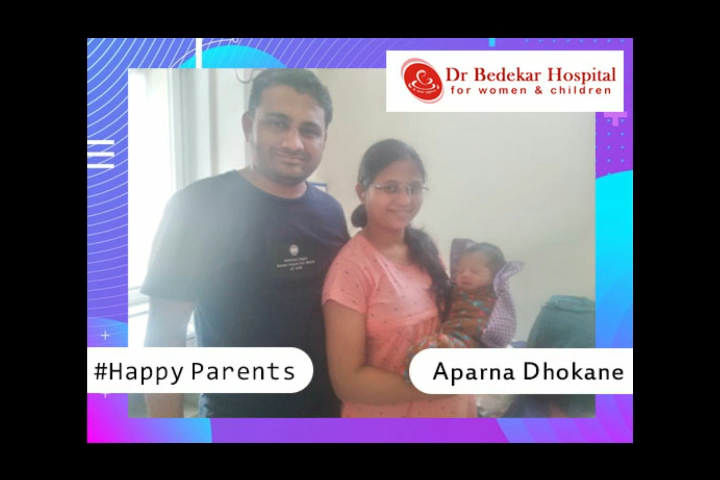 Dr Bedekar Hospital
for women & children
#Happy Parents
Aparna Dhokane